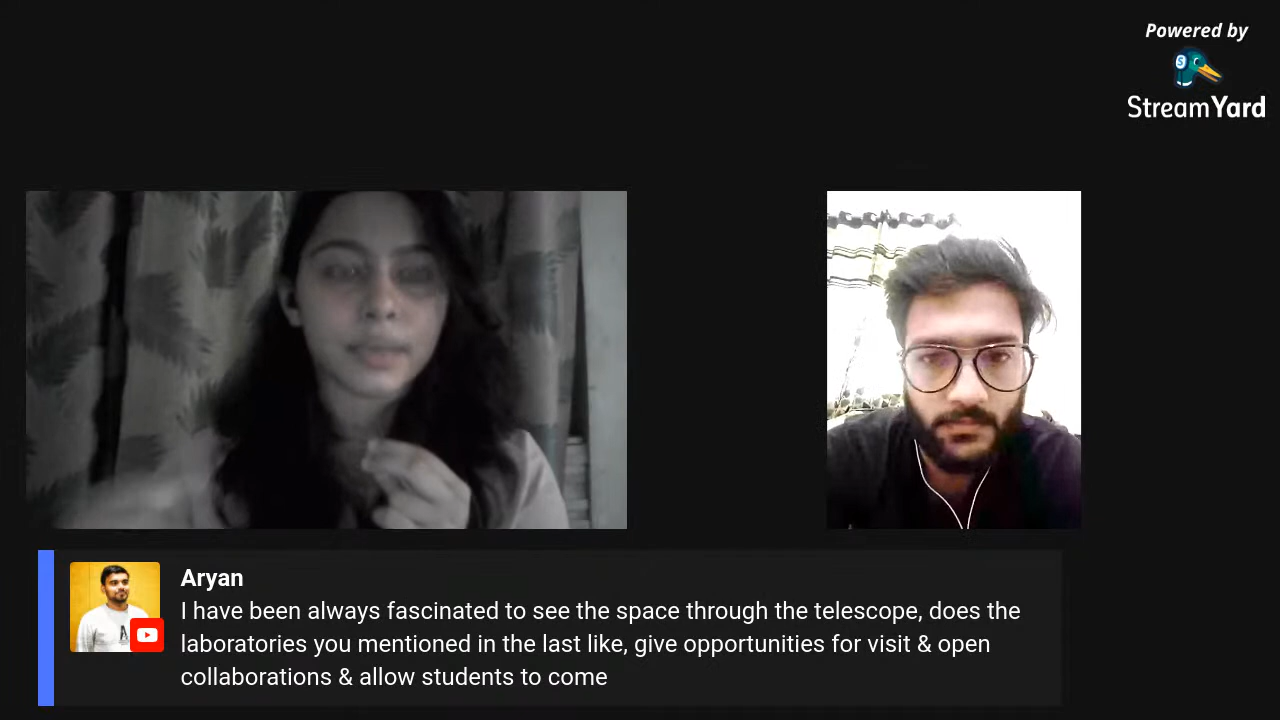 Powered by
StreamYard
Aryan
I have been always fascinated to see the space through the telescope, does the
laboratories you mentioned in the last like, give opportunities for visit & open
collaborations & allow students to come